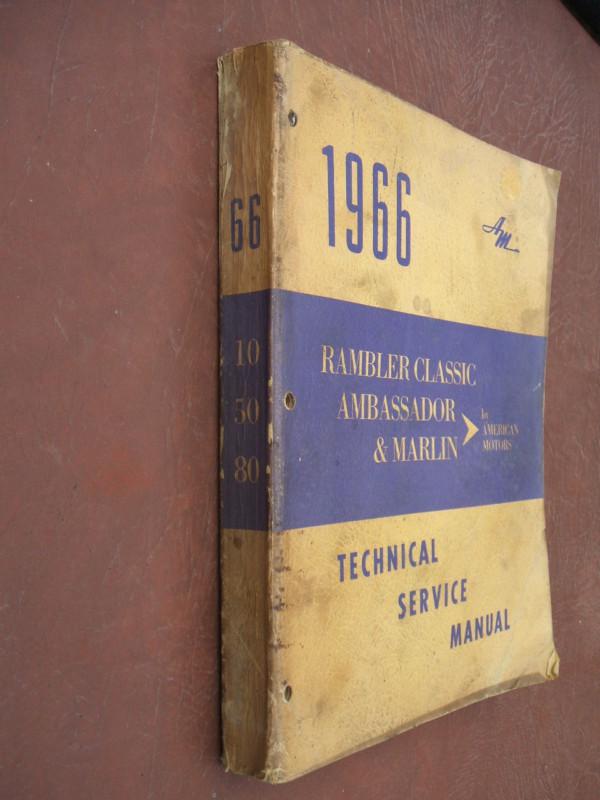 66
10
50
80
1966
AM
RAMBLER CLASSIC
AMBASSADOR
& MARLIN
by
AMERICAN
MOTORS
TECHNICAL
SERVICE
MANUAL